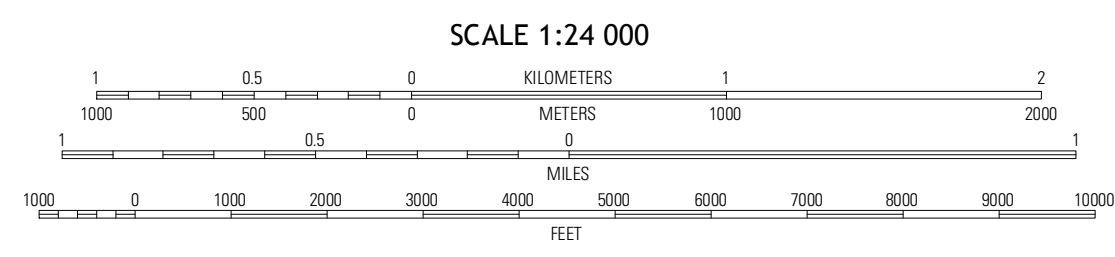 SCALE 1:24 000
1 0.5 0 KILOMETERS 1 2
1000 500 0 METERS 1000 2000
1 0.5 0 1
MILES
1000 0 1000 2000 3000 4000 5000 6000 7000 8000 9000 10000
FEET